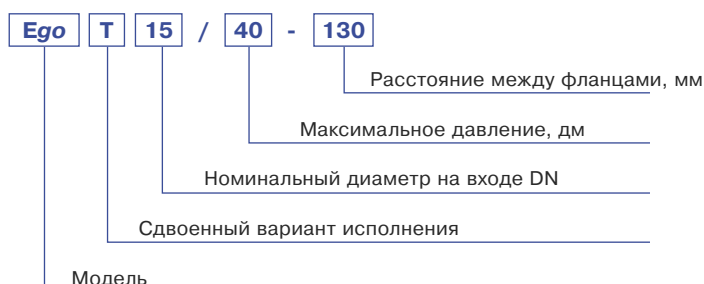 Ego T 15 / 40 - 130
Расстояние между фланцами, мм
Максимальное давление, дм
Номинальный диаметр на входе DN
Сдвоенный вариант исполнения
Модель